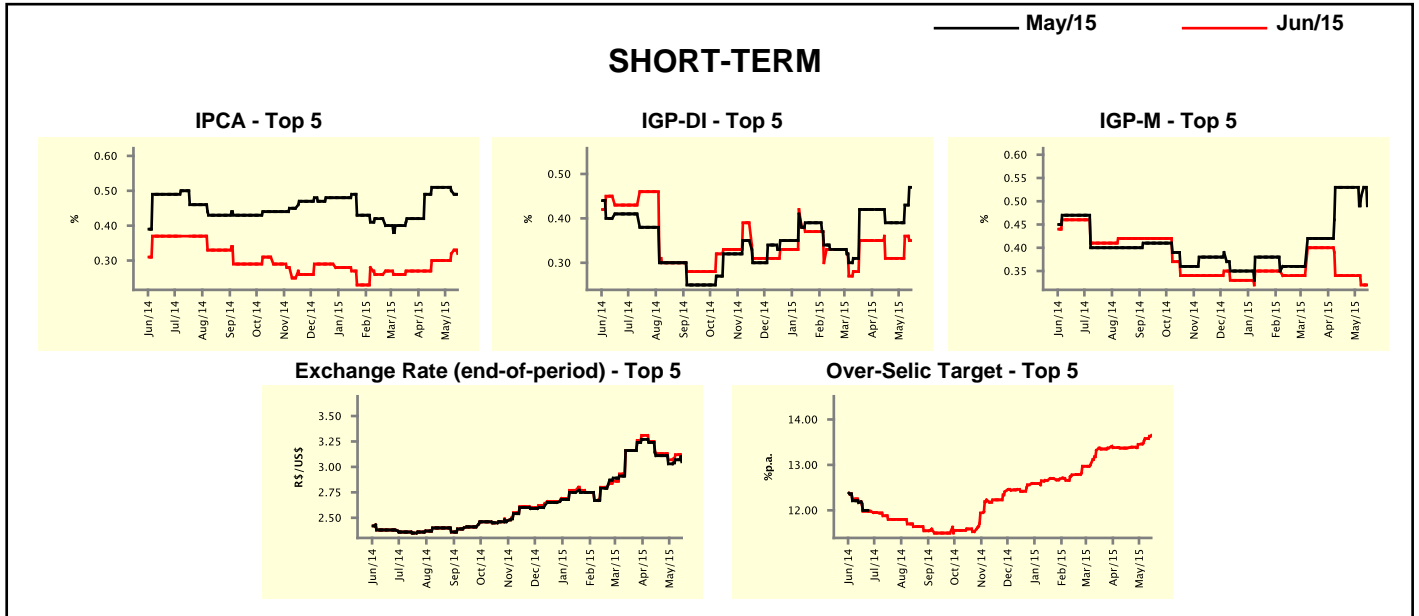 May/15 Jun/15
SHORT-TERM
IPCA - Top 5
0.60
0.50
0.40
0.30
%
Jun/14 Jul/14 Aug/14 Sep/14 Oct/14 Nov/14 Dec/14 Jan/15 Feb/15 Mar/15 Apr/15 May/15
IGP-DI - Top 5
0.50
0.40
0.30
%
Jun/14 Jul/14 Aug/14 Sep/14 Oct/14 Nov/14 Dec/14 Jan/15 Feb/15 Mar/15 Apr/15 May/15
IGP-M - Top 5
0.60
0.55
0.50
0.45
0.40
0.35
%
Jun/14 Jul/14 Aug/14 Sep/14 Oct/14 Nov/14 Dec/14 Jan/15 Feb/15 Mar/15 Apr/15 May/15
Exchange Rate (end-of-period) - Top 5
3.50
3.25
3.00
2.75
2.50
R$/US$
Jun/14 Jul/14 Aug/14 Sep/14 Oct/14 Nov/14 Dec/14 Jan/15 Feb/15 Mar/15 Apr/15 May/15
Over-Selic Target - Top 5
14.00
13.00
12.00
%p.a.
Jun/14 Jul/14 Aug/14 Sep/14 Oct/14 Nov/14 Dec/14 Jan/15 Feb/15 Mar/15 Apr/15 May/15